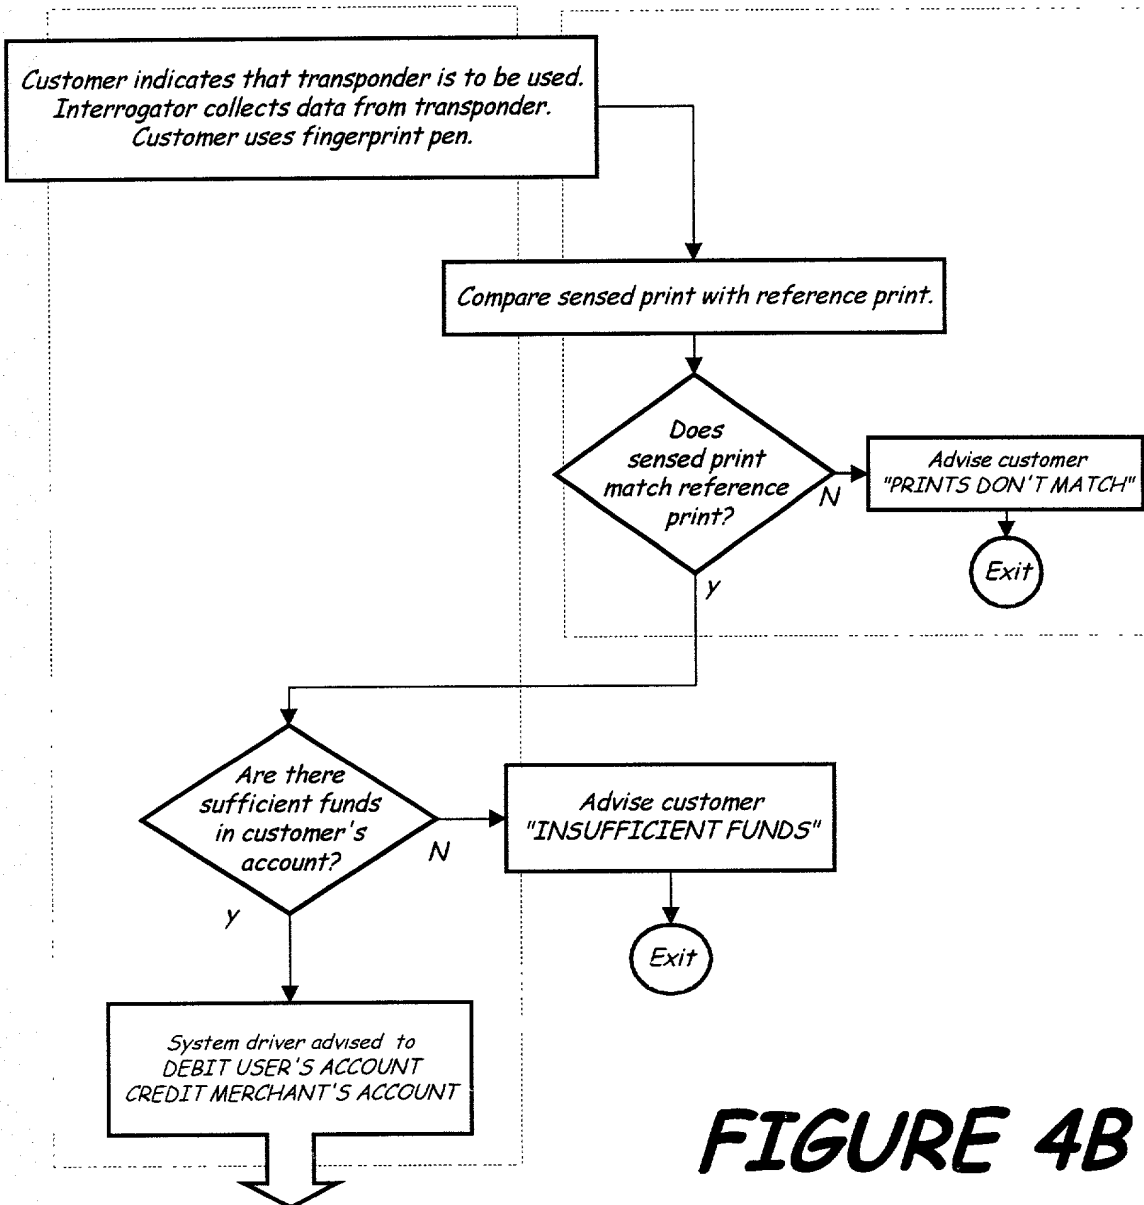 Customer indicates that transponder is to be used.
Interrogator collects data from transponder.
Customer uses fingerprint pen.
Compare sensed print with reference print.
Does
sensed print
match reference
print?
N
Advise customer
"PRINTS DON'T MATCH"
Exit
y
Are there
sufficient funds
in customer's
account?
N
Advise customer
"INSUFFICIENT FUNDS"
y
Exit
System driver advised to
DEBIT USER'S ACCOUNT
CREDIT MERCHANT'S ACCOUNT
FIGURE 4B